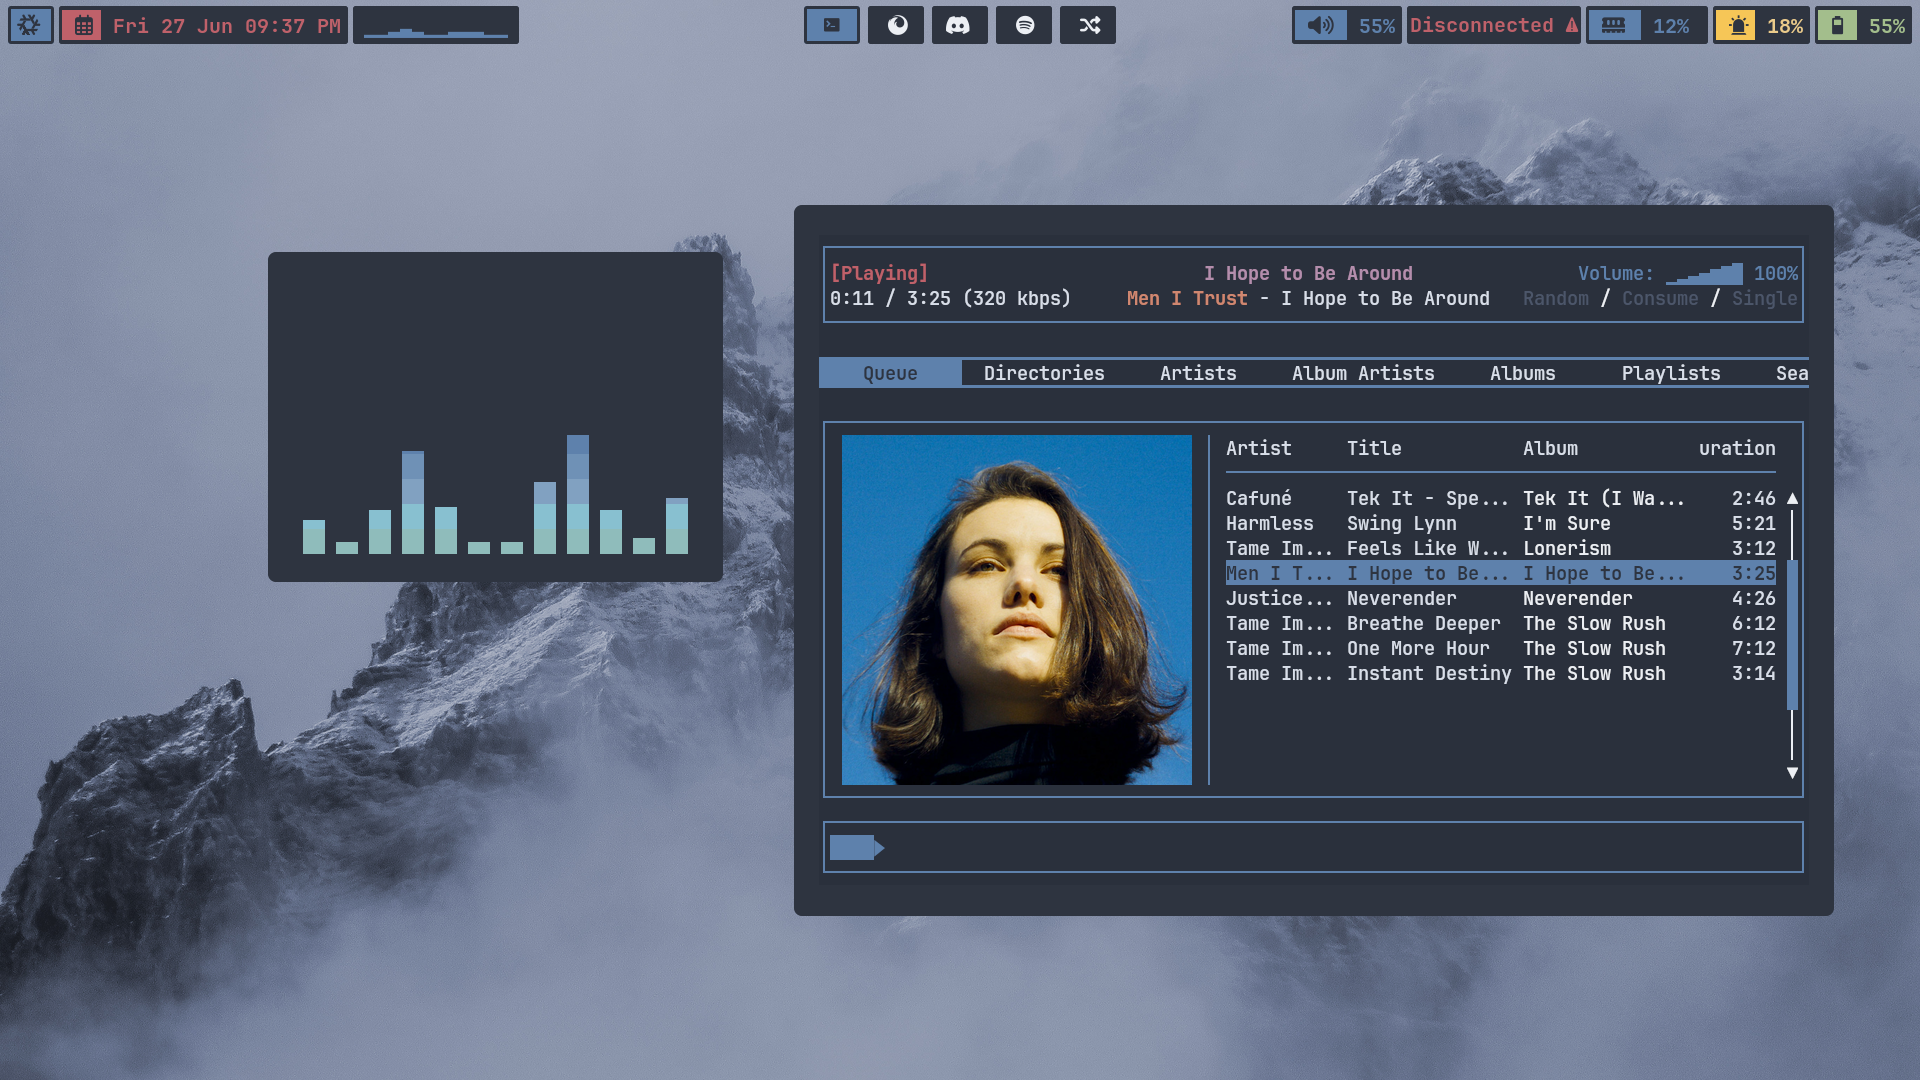 Fri 27 Jun 09:37 PM
55%
Disconnected
12%
18%
55%
[Playing] I Hope to Be Around Volume: 100%
0:11 / 3:25 (320 kbps) Men I Trust - I Hope to Be Around Random / Consume / Single
Queue Directories Artists Album Artists Albums Playlists Sea
Artist Title Album uration
Cafuné Tek It - Spe... Tek It (I Wa... 2:46
Harmless Swing Lynn I'm Sure 5:21
Tame Im... Feels Like W... Lonerism 3:12
Men I T... I Hope to Be... I Hope to Be... 3:25
Justice... Neverender Neverender 4:26
Tame Im... Breathe Deeper The Slow Rush 6:12
Tame Im... One More Hour The Slow Rush 7:12
Tame Im... Instant Destiny The Slow Rush 3:14